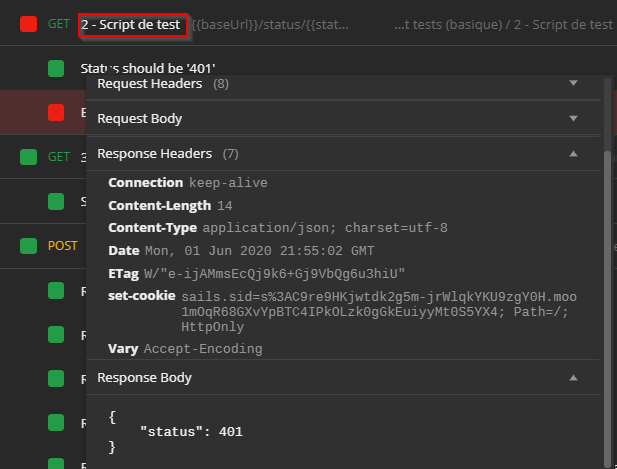 GET 2 - Script de test {{baseUrl}}/status/{{stat... ...t tests (basique) / 2 - Script de test
Status should be '401'
Request Headers (8)
Request Body
GET 3
Response Headers (7)
Connection keep-alive
Content-Length 14
Content-Type application/json; charset=utf-8
POST
Date Mon, 01 Jun 2020 21:55:02 GMT
ETag W/"e-ijAMmsEcQj9k6+Gj9VbQg6u3hiU"
set-cookie sails.sid=s%3AC9re9HKjwtdk2g5m-jrWlqkYKU9zgY0H.moo
1mOqR68GXvYpBTC4IPkOLzk0gGkEuiyyMt0S5YX4; Path=/;
HttpOnly
Vary Accept-Encoding
Response Body
{
"status": 401
}